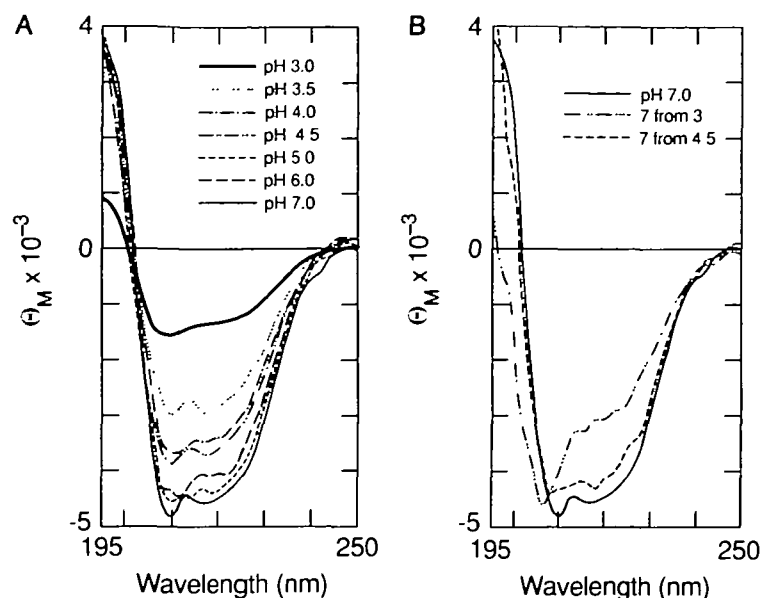 A
4
0
-5
195
250
Wavelength (nm)
(-)M x 10⁻³
pH 3.0
pH 3.5
pH 4.0
pH 4 5
pH 5 0
pH 6.0
pH 7.0
B
4
0
-5
195
250
Wavelength (nm)
(-)M x 10⁻³
pH 7.0
7 from 3
7 from 4 5